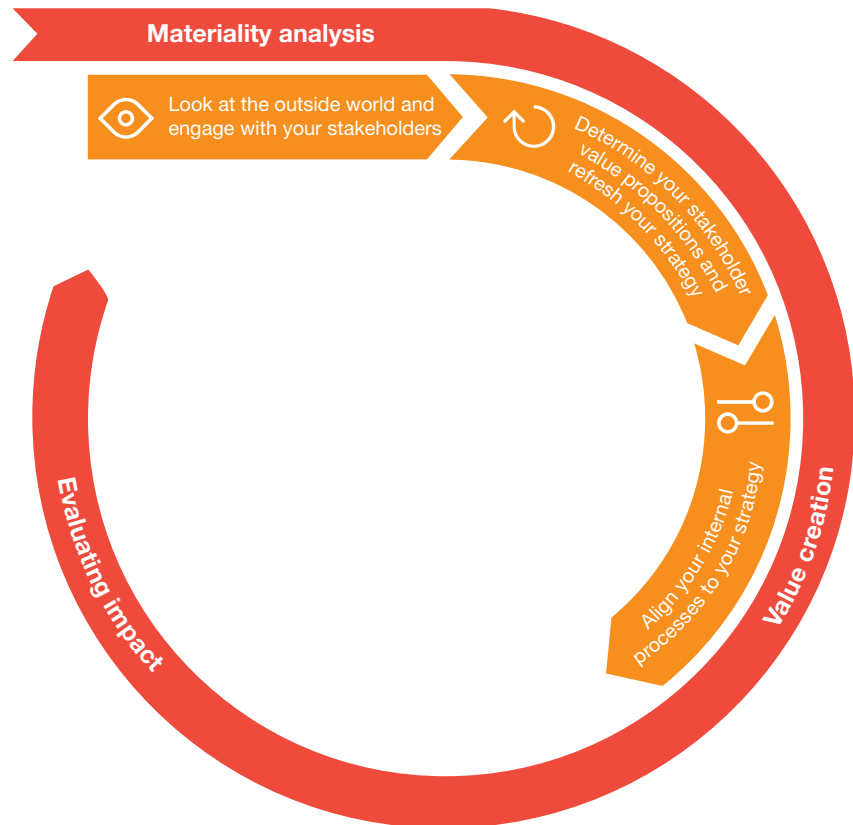 Materiality analysis
Look at the outside world and
engage with your stakeholders
Determine your stakeholder
value propositions and
refresh your strategy
Align your internal
processes to your strategy
Value creation
Evaluating impact